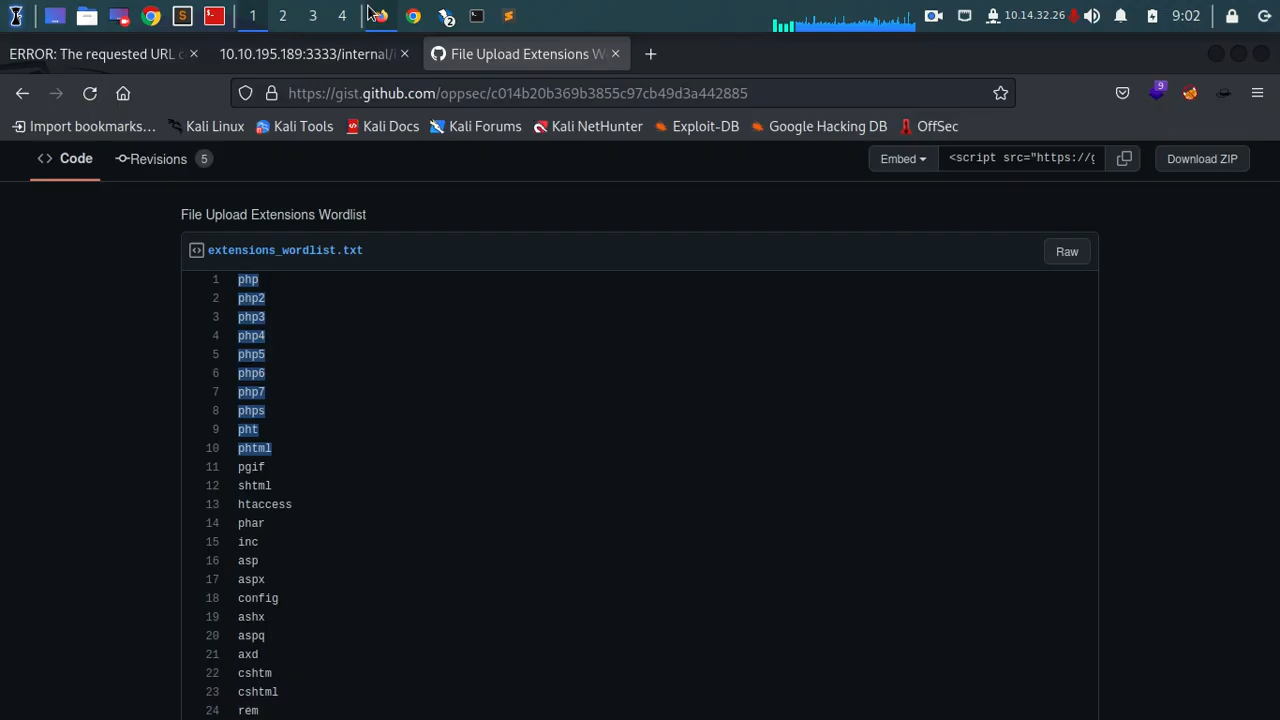 1 2 3 4 10.14.32.26 9:02
ERROR: The requested URL c 10.10.195.189:3333/internal/i File Upload Extensions W
https://gist.github.com/oppsec/c014b20b369b3855c97cb49d3a442885 9
Import bookmarks... Kali Linux Kali Tools Kali Docs Kali Forums Kali NetHunter Exploit-DB Google Hacking DB OffSec
Code Revisions 5 Embed <script src="https://g Download ZIP
File Upload Extensions Wordlist
extensions_wordlist.txt Raw
1 php
2 php2
3 php3
4 php4
5 php5
6 php6
7 php7
8 phps
9 pht
10 phtml
11 pgif
12 shtml
13 htaccess
14 phar
15 inc
16 asp
17 aspx
18 config
19 ashx
20 aspq
21 axd
22 cshtm
23 cshtml
24 rem